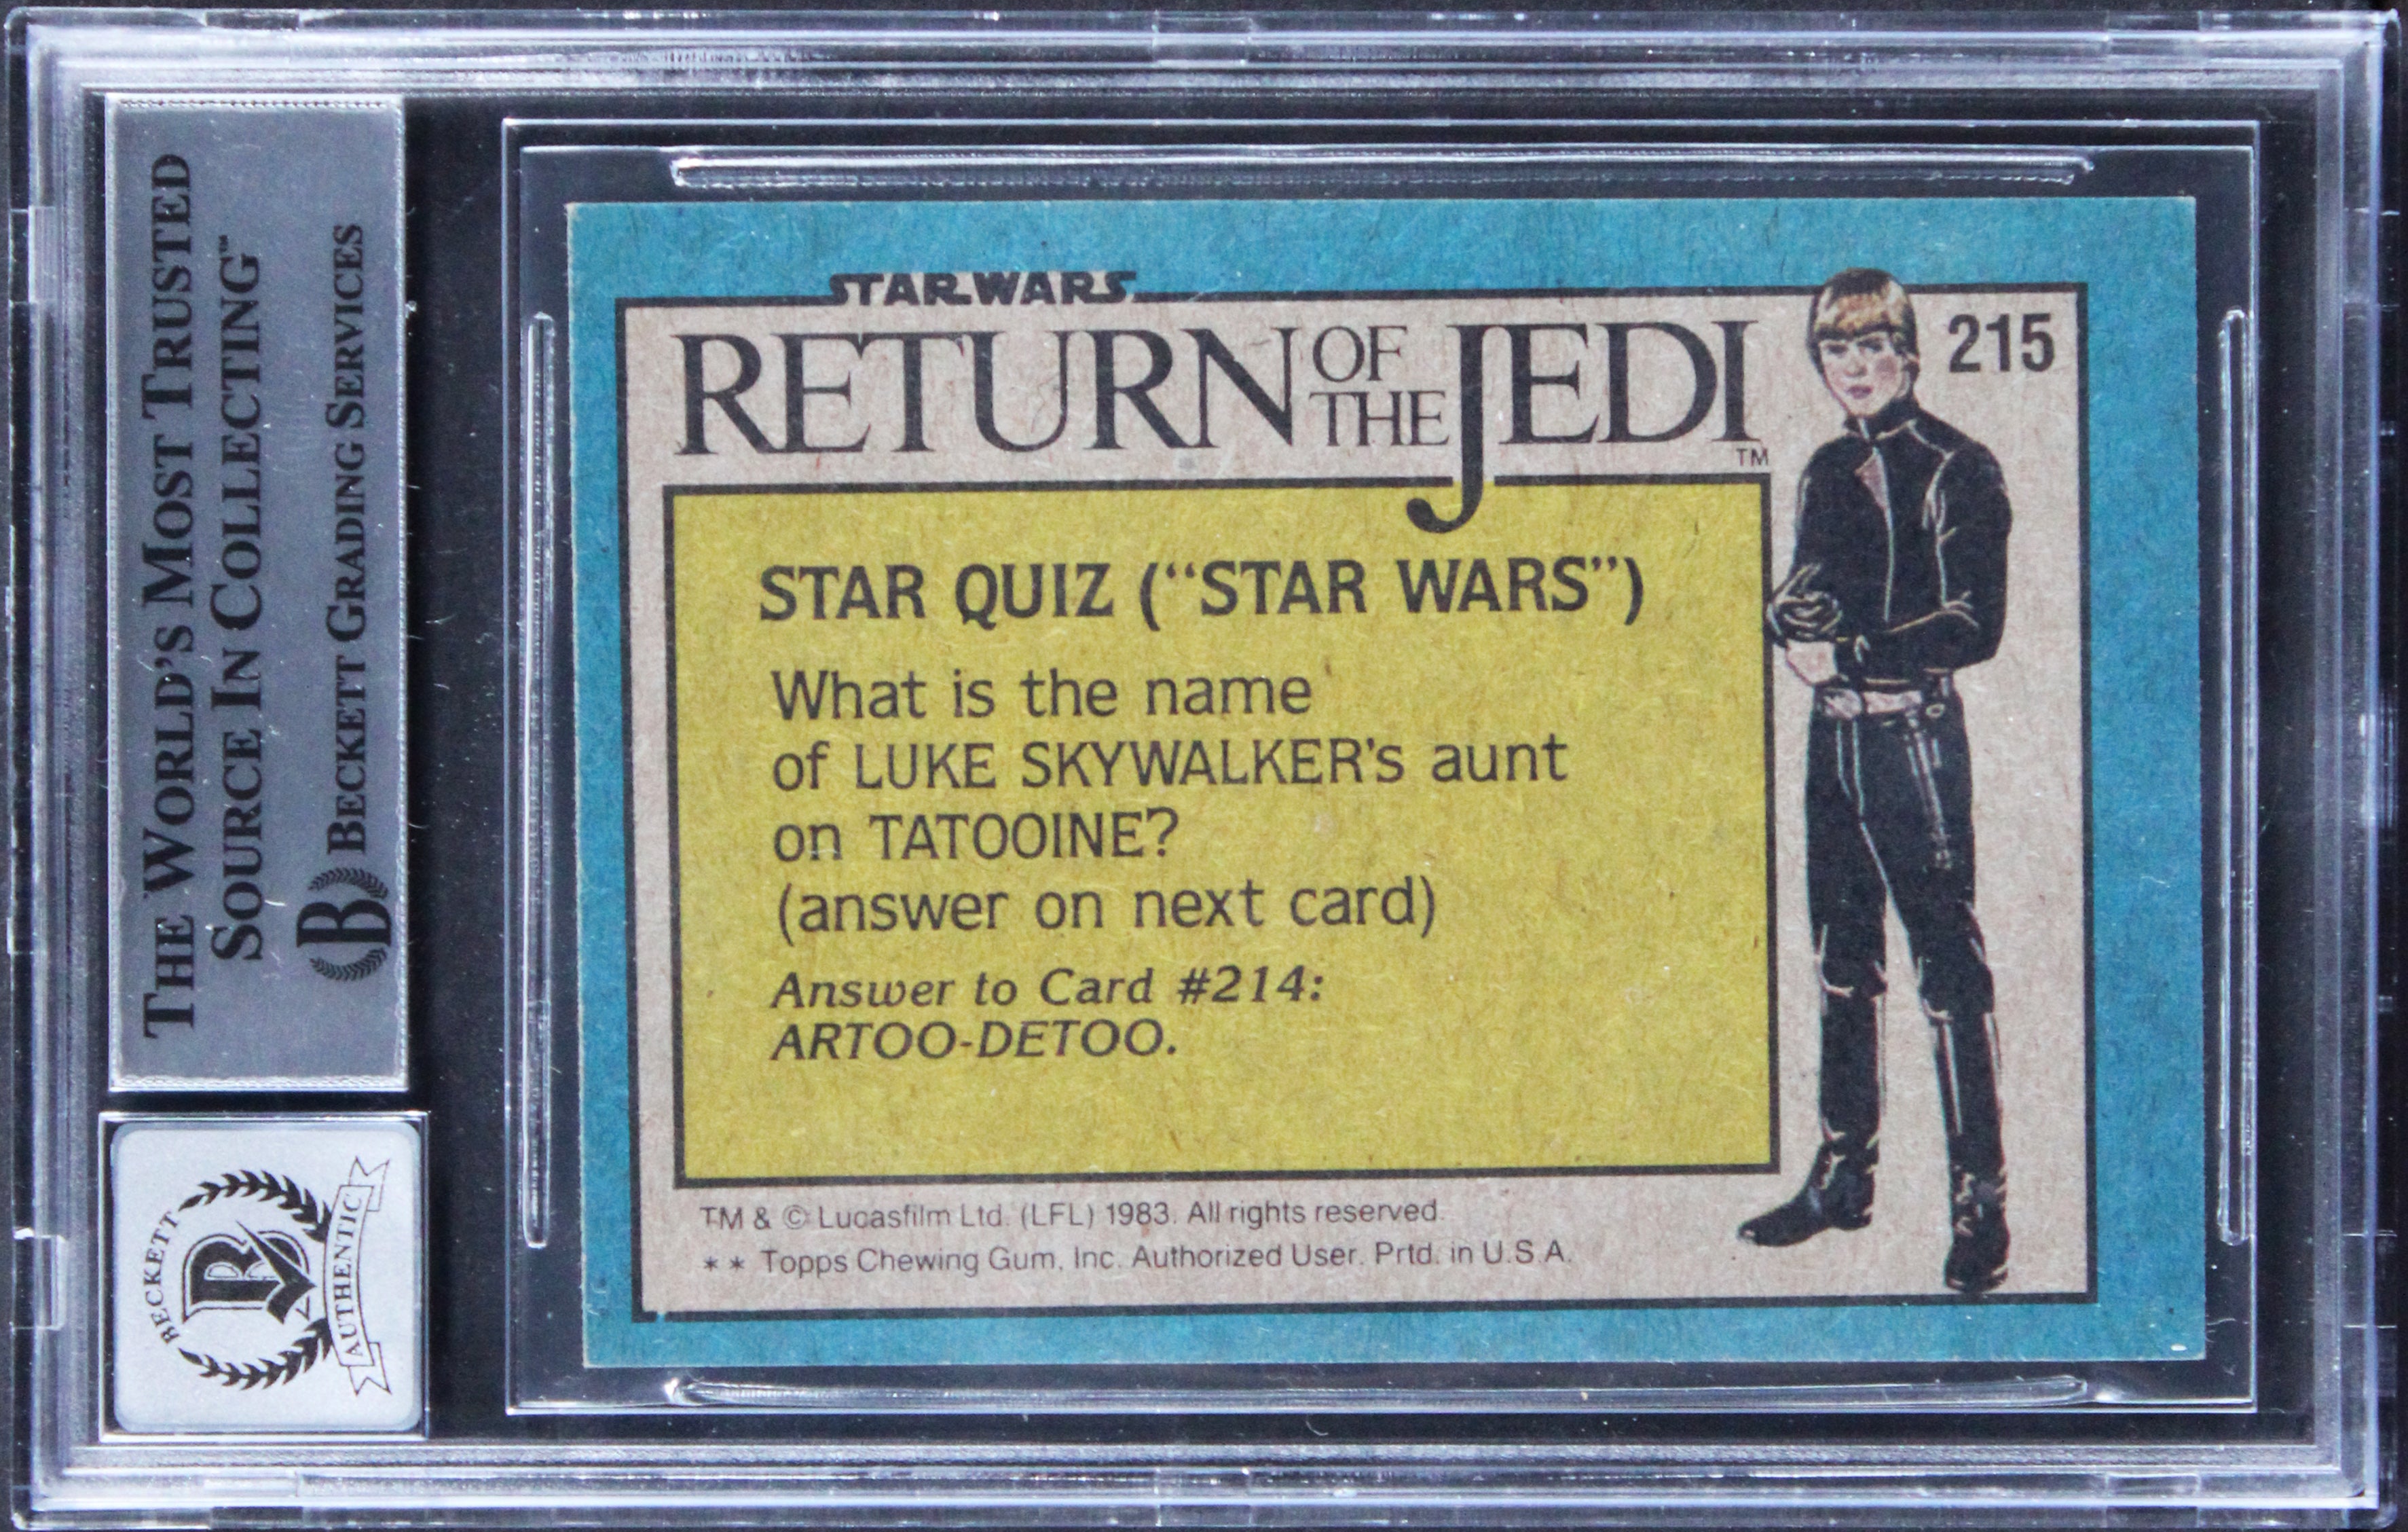 THE WORLD'S MOST TRUSTED
SOURCE IN COLLECTING™
B BECKETT GRADING SERVICES
BECKETT
B
AUTHENTIC
STAR WARS
RETURN OF THE JEDI™
215
STAR QUIZ (“STAR WARS”)
What is the name
of LUKE SKYWALKER's aunt
on TATOOINE?
(answer on next card)
Answer to Card #214:
ARTOO-DETOO.
TM & © Lucasfilm Ltd. (LFL) 1983. All rights reserved.
** Topps Chewing Gum, Inc. Authorized User. Prtd. in U.S.A.